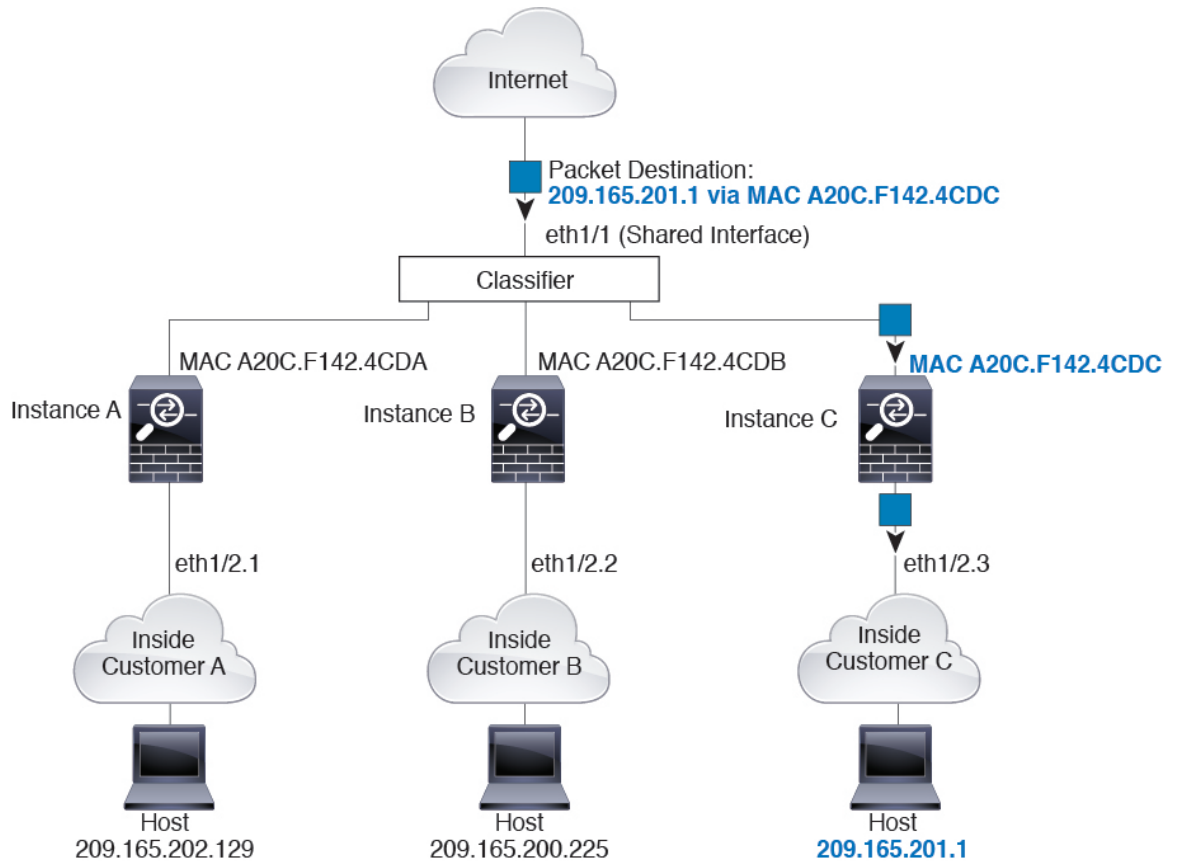 Internet
Packet Destination:
209.165.201.1 via MAC A20C.F142.4CDC
eth1/1 (Shared Interface)
Classifier
MAC A20C.F142.4CDA
MAC A20C.F142.4CDB
MAC A20C.F142.4CDC
Instance A
Instance B
Instance C
eth1/2.1
eth1/2.2
eth1/2.3
Inside
Customer A
Inside
Customer B
Inside
Customer C
Host
209.165.202.129
Host
209.165.200.225
Host
209.165.201.1